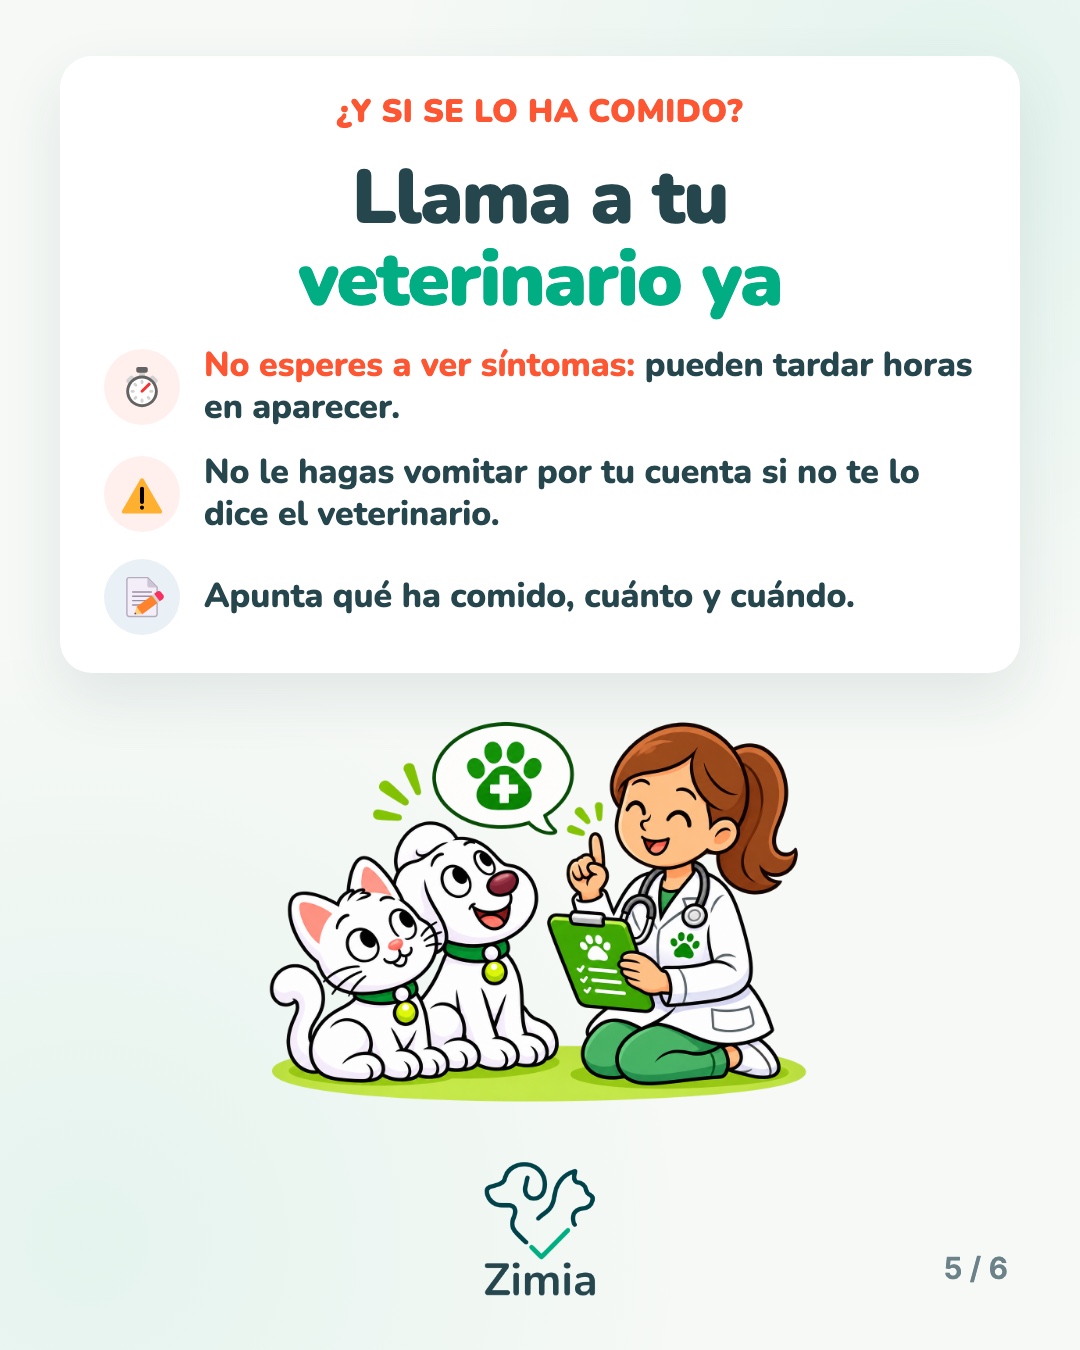 ¿Y SI SE LO HA COMIDO?
Llama a tu
veterinario ya
No esperes a ver síntomas: pueden tardar horas
en aparecer.
No le hagas vomitar por tu cuenta si no te lo
dice el veterinario.
Apunta qué ha comido, cuánto y cuándo.
Zimia
5 / 6